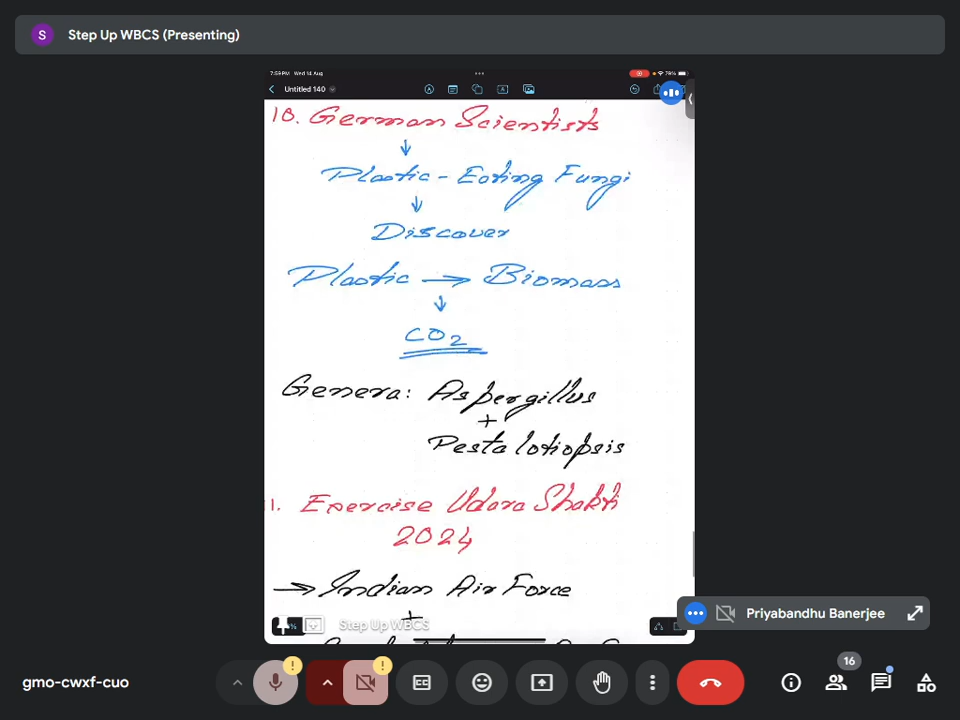 S Step Up WBCS (Presenting)
7:59 PM Wed 14 Aug
79%
Untitled 140
10. German Scientists
Plastic - Eating Fungi
Discover
Plastic → Biomass
CO2
Genera: Aspergillus
+
Pestalotiopsis
11. Exercise Udara Shakti
2024
→ Indian Air Force
+
Step Up WBCS
Priyabandhu Banerjee
gmo-cwxf-cuo
16